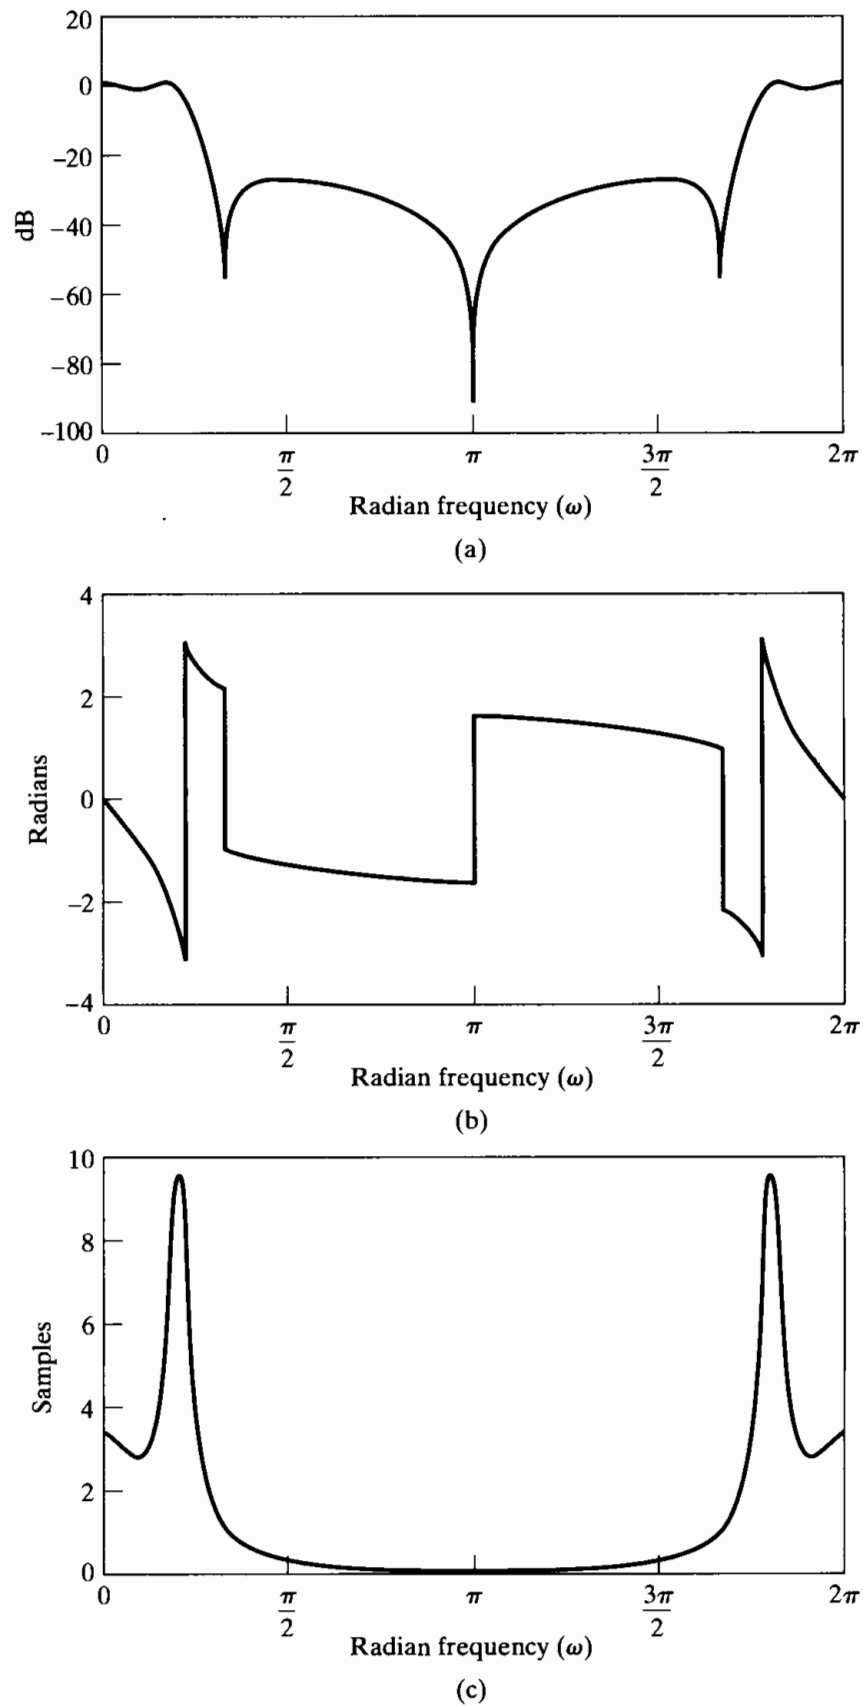 20
0
−20
−40
−60
−80
−100
dB
0
π/2
π
3π/2
2π
Radian frequency (ω)
(a)
4
2
0
−2
−4
Radians
0
π/2
π
3π/2
2π
Radian frequency (ω)
(b)
10
8
6
4
2
0
Samples
0
π/2
π
3π/2
2π
Radian frequency (ω)
(c)